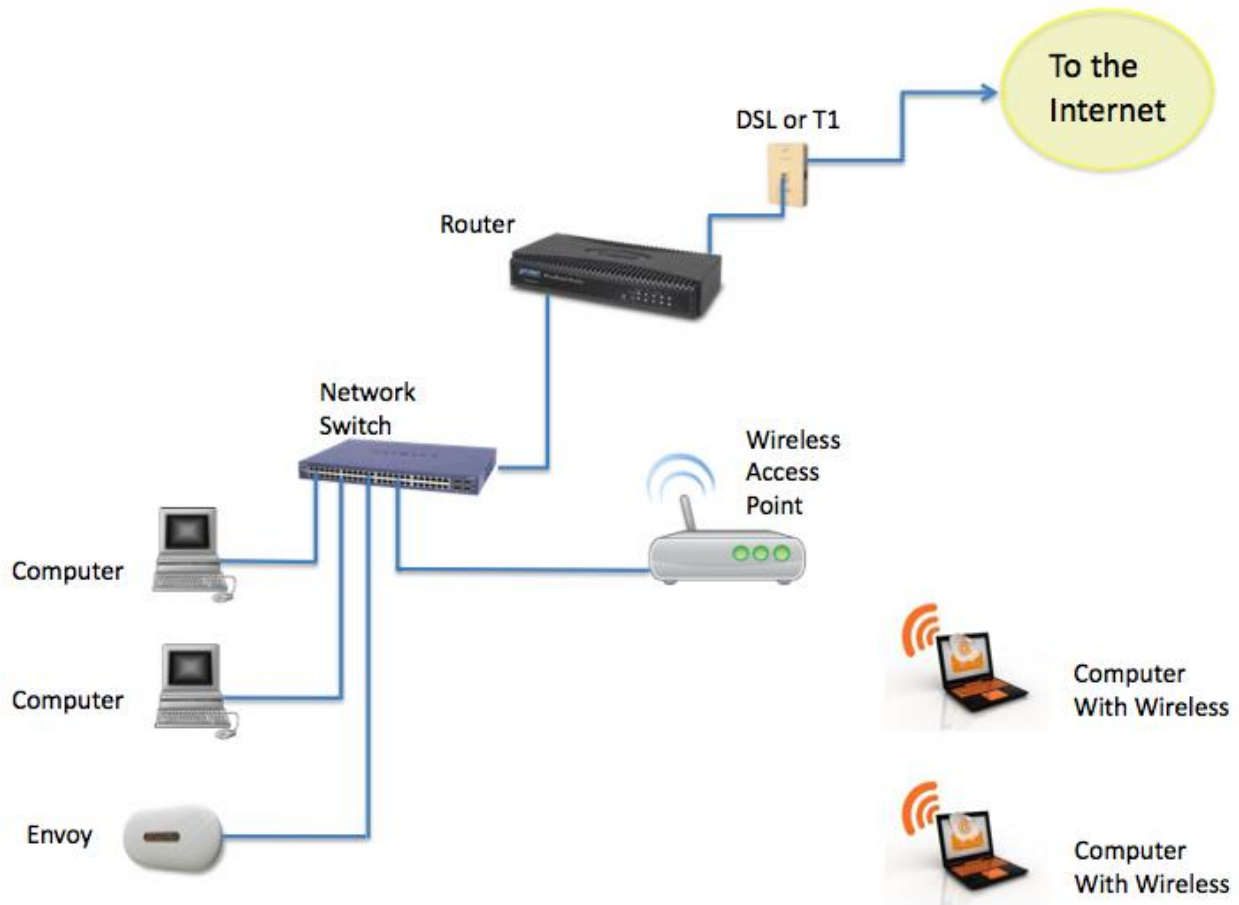 To the
Internet
DSL or T1
Router
Network
Switch
Wireless
Access
Point
Computer
Computer
Computer
With Wireless
Envoy
Computer
With Wireless